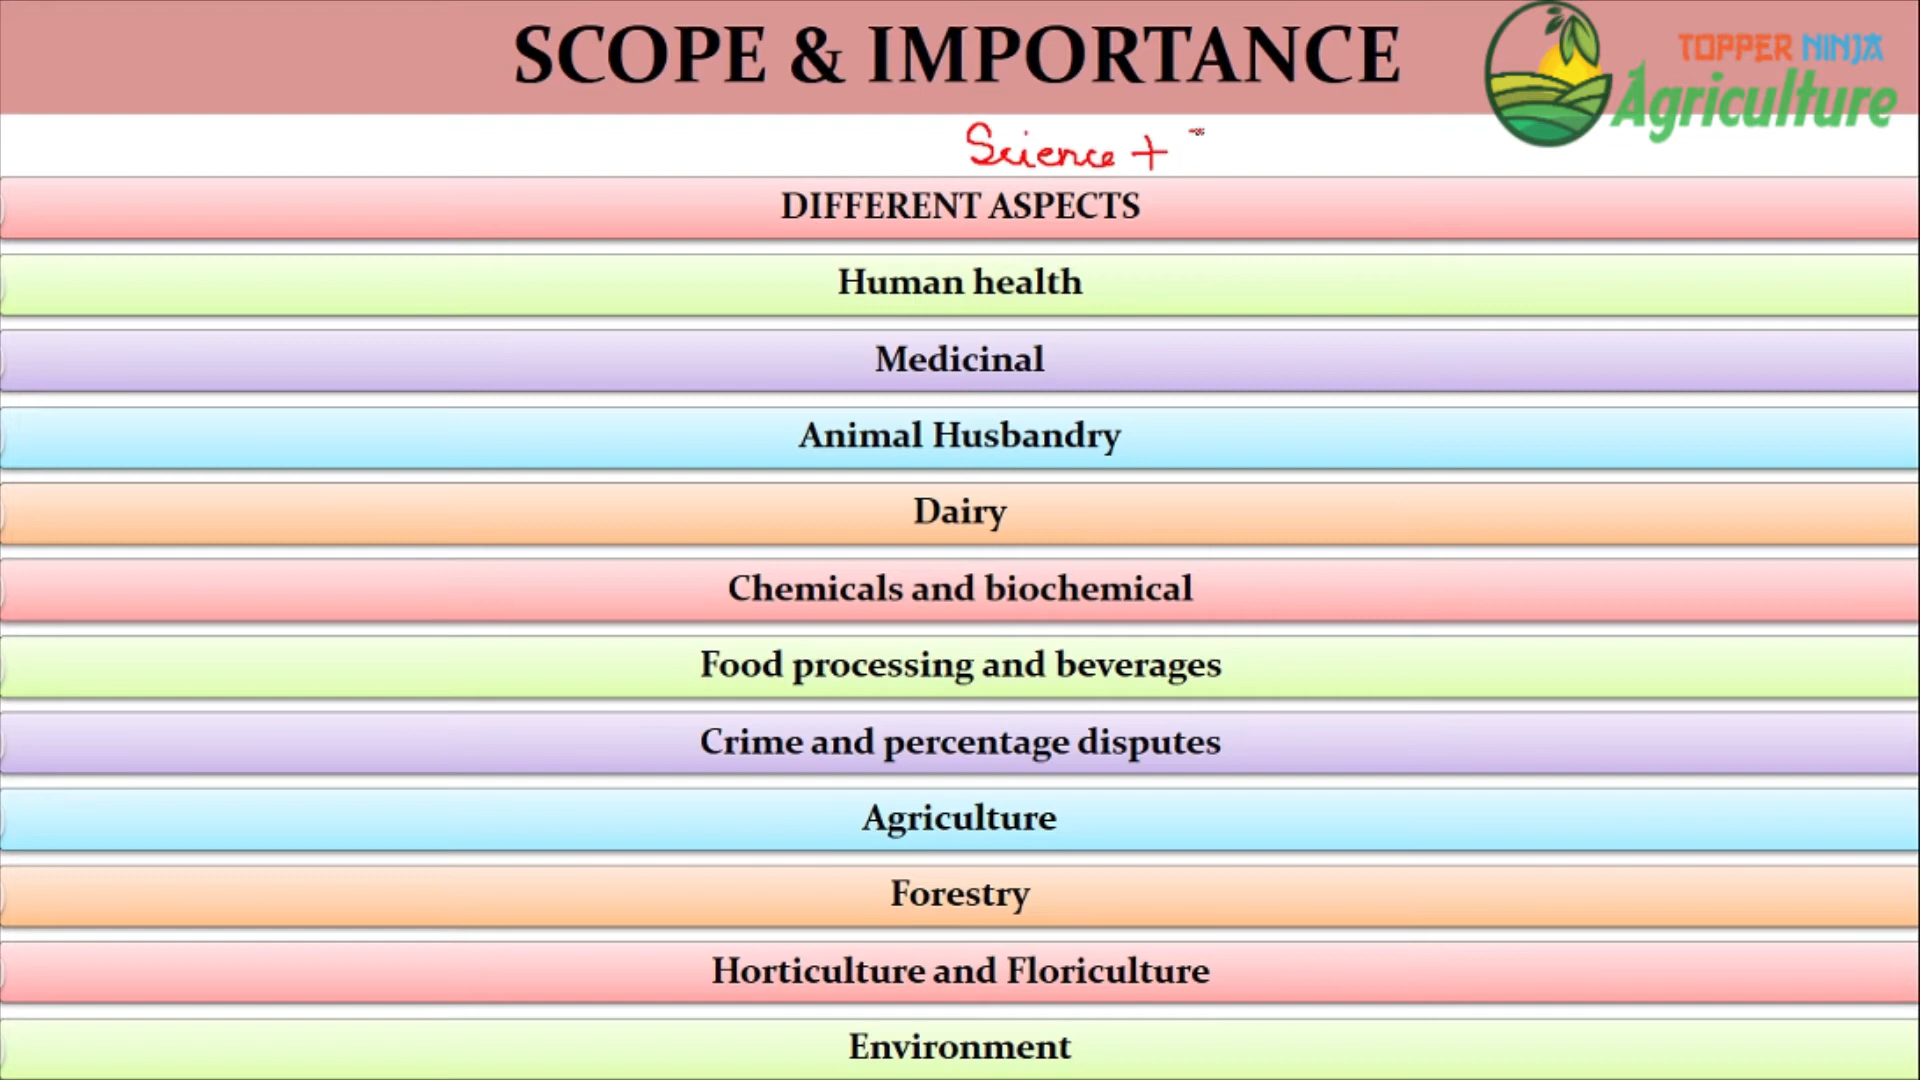 SCOPE & IMPORTANCE
TOPPER NINJA
Agriculture
Science +
DIFFERENT ASPECTS
Human health
Medicinal
Animal Husbandry
Dairy
Chemicals and biochemical
Food processing and beverages
Crime and percentage disputes
Agriculture
Forestry
Horticulture and Floriculture
Environment